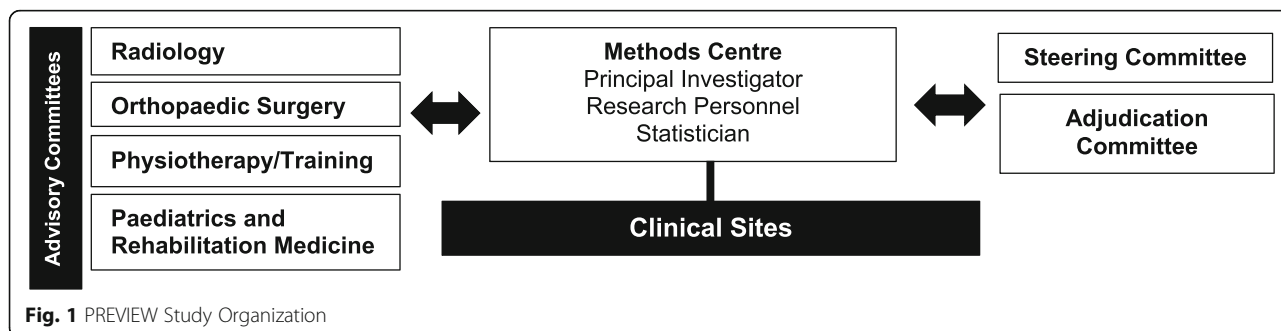 Advisory Committees
Radiology
Orthopaedic Surgery
Physiotherapy/Training
Paediatrics and
Rehabilitation Medicine
Methods Centre
Principal Investigator
Research Personnel
Statistician
Clinical Sites
Steering Committee
Adjudication
Committee
Fig. 1 PREVIEW Study Organization